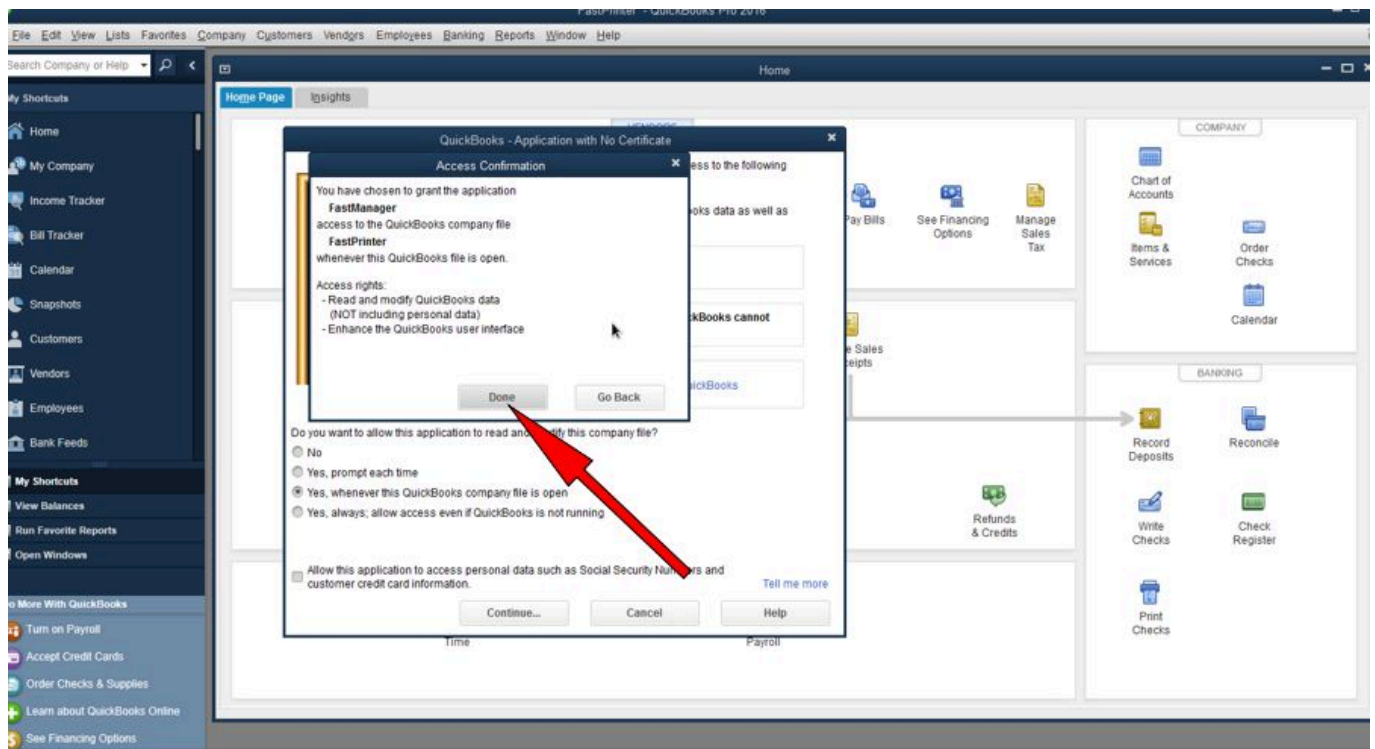 FastPrinter - QuickBooks Pro 2016
File Edit View Lists Favorites Company Customers Vendors Employees Banking Reports Window Help
Search Company or Help
My Shortcuts
Home
My Company
Income Tracker
Bill Tracker
Calendar
Snapshots
Customers
Vendors
Employees
Bank Feeds
My Shortcuts
View Balances
Run Favorite Reports
Open Windows
o More With QuickBooks
Turn on Payroll
Accept Credit Cards
Order Checks & Supplies
Learn about QuickBooks Online
See Financing Options
Home
Home Page Insights
VENDORS
QuickBooks - Application with No Certificate
Access Confirmation
You have chosen to grant the application
FastManager
access to the QuickBooks company file
FastPrinter
whenever this QuickBooks file is open.
Access rights:
- Read and modify QuickBooks data
(NOT including personal data)
- Enhance the QuickBooks user interface
Done Go Back
ess to the following
ooks data as well as
ckBooks cannot
ickBooks
Do you want to allow this application to read and modify this company file?
No
Yes, prompt each time
Yes, whenever this QuickBooks company file is open
Yes, always; allow access even if QuickBooks is not running
Allow this application to access personal data such as Social Security Numbers and
customer credit card information.
Tell me more
Continue... Cancel Help
Time Payroll
Pay Bills
See Financing
Options
Manage
Sales
Tax
e Sales
ceipts
Refunds
& Credits
COMPANY
Chart of
Accounts
Items &
Services
Order
Checks
Calendar
BANKING
Record
Deposits
Reconcile
Write
Checks
Check
Register
Print
Checks